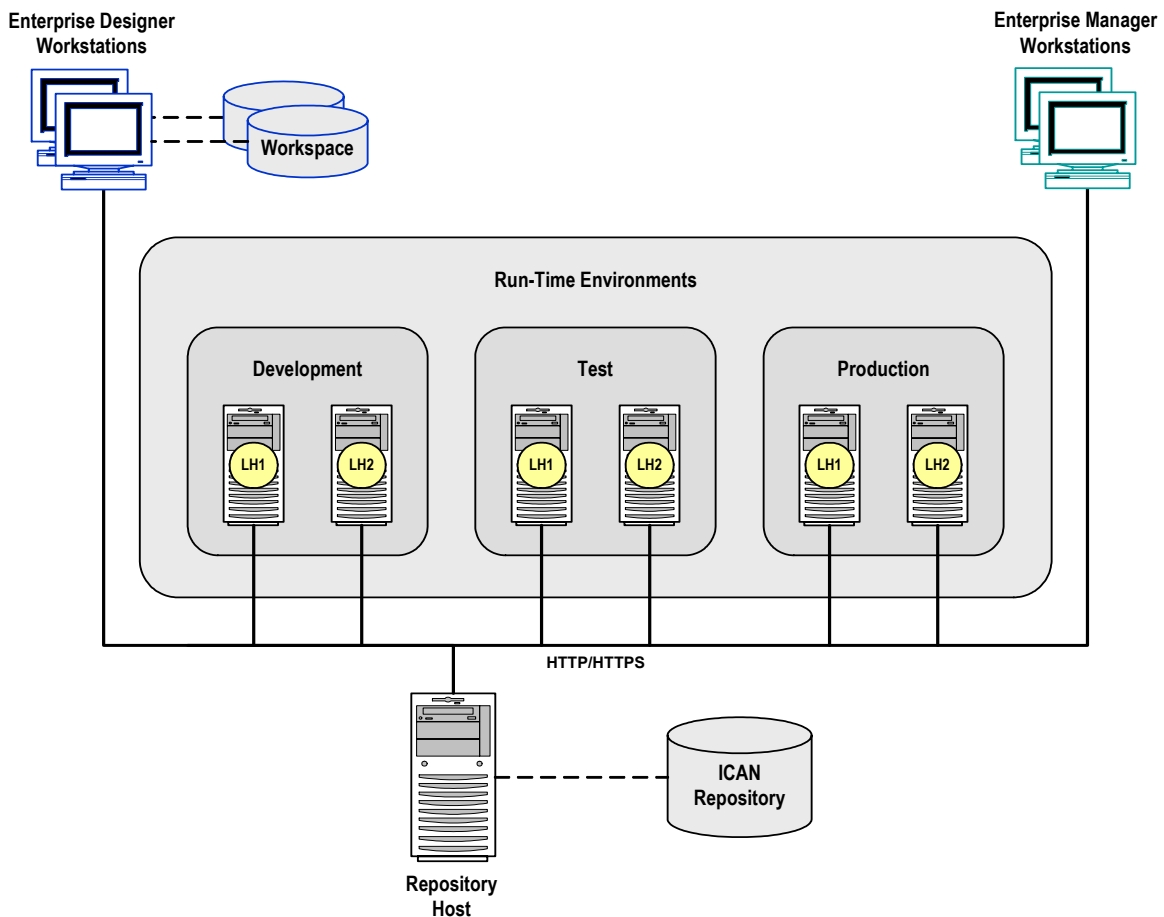 Enterprise Designer
Workstations
Enterprise Manager
Workstations
Workspace
Run-Time Environments
Development
Test
Production
LH1
LH2
LH1
LH2
LH1
LH2
HTTP/HTTPS
ICAN
Repository
Repository
Host